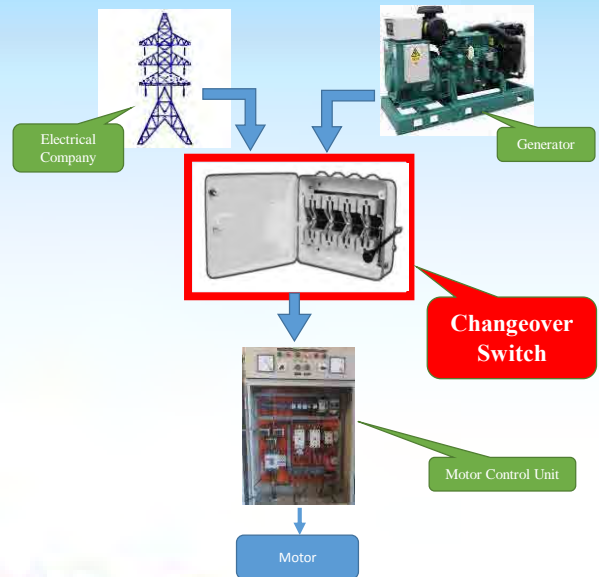 Electrical
Company
Generator
Changeover
Switch
Motor Control Unit
Motor